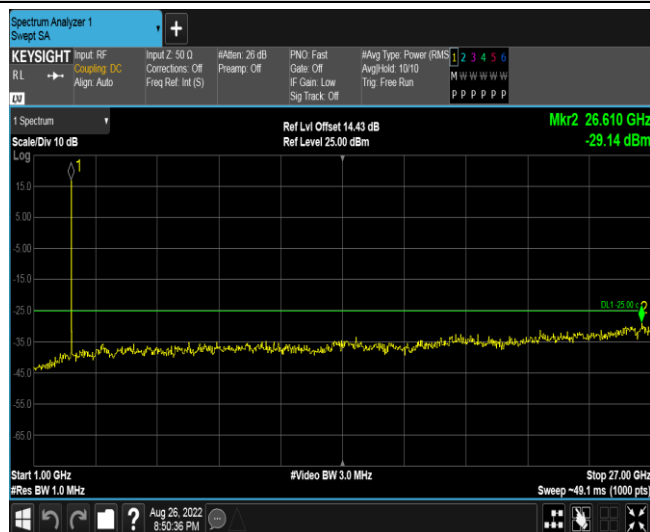 Spectrum Analyzer 1
Swept SA
+
KEYSIGHT Input: RF Input Z: 50 Ω #Atten: 26 dB PNO: Fast #Avg Type: Power (RMS 1 2 3 4 5 6
RL Coupling: DC Corrections: Off Preamp: Off Gate: Off Avg|Hold: 10/10 M W W W W W
Align: Auto Freq Ref: Int (S) IF Gain: Low Trig: Free Run
LXI Sig Track: Off P P P P P P
1 Spectrum Ref Lvl Offset 14.43 dB Mkr2 26.610 GHz
Scale/Div 10 dB Ref Level 25.00 dBm -29.14 dBm
Log
1
15.0
5.00
-5.00
-15.0
-25.0 DL1 -25.00 2
-35.0
-45.0
-55.0
-65.0
Start 1.00 GHz #Video BW 3.0 MHz Stop 27.00 GHz
#Res BW 1.0 MHz Sweep ~49.1 ms (1000 pts)
? Aug 26, 2022
8:50:36 PM